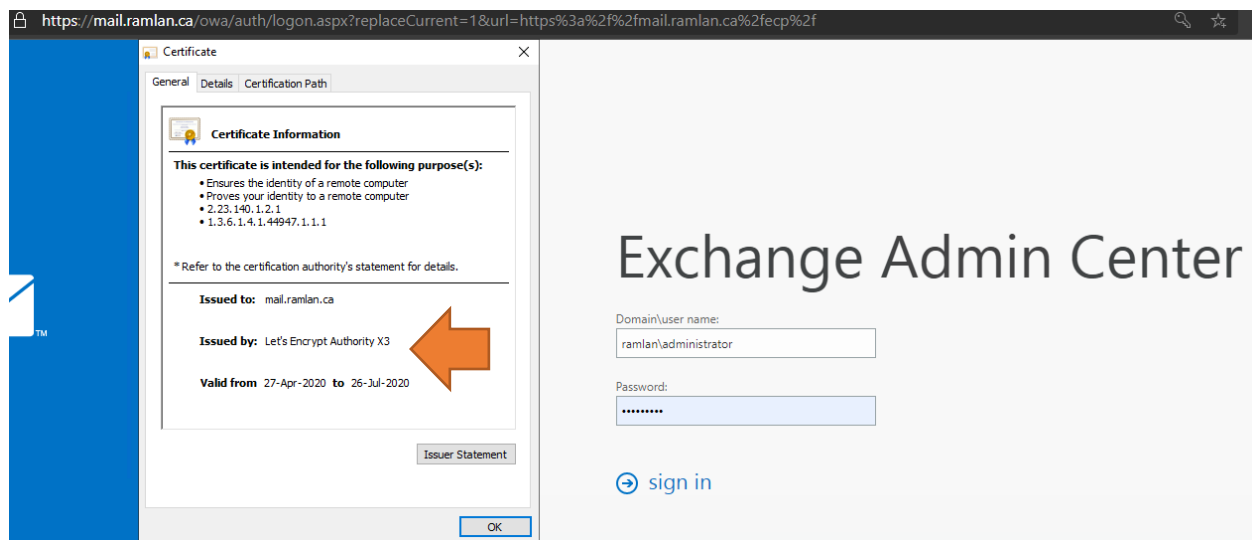 https://mail.ramlan.ca/owa/auth/logon.aspx?replaceCurrent=1&url=https%3a%2f%2fmail.ramlan.ca%2fecp%2f
Certificate
General Details Certification Path
Certificate Information
This certificate is intended for the following purpose(s):
• Ensures the identity of a remote computer
• Proves your identity to a remote computer
• 2.23.140.1.2.1
• 1.3.6.1.4.1.44947.1.1.1
* Refer to the certification authority's statement for details.
Issued to: mail.ramlan.ca
Issued by: Let's Encrypt Authority X3
Valid from 27-Apr-2020 to 26-Jul-2020
Issuer Statement
OK
TM
Exchange Admin Center
Domain\user name:
ramlan\administrator
Password:
•••••••••
sign in